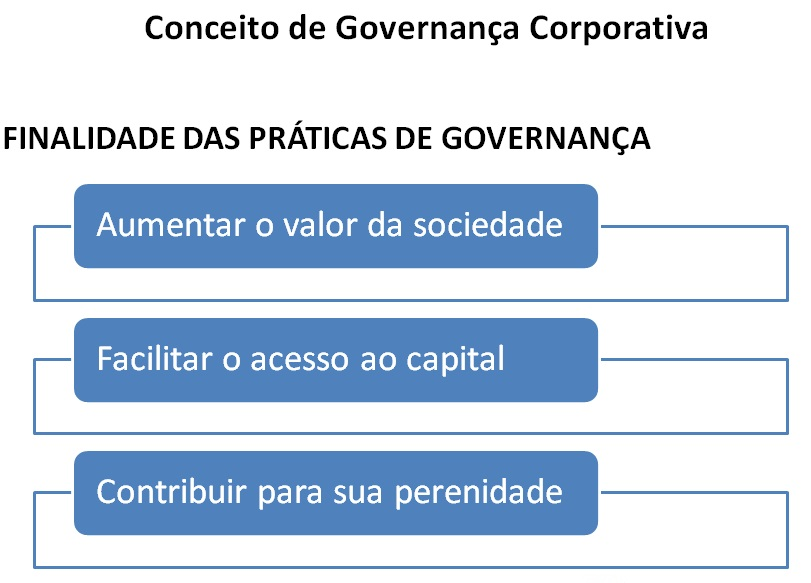 Conceito de Governança Corporativa
FINALIDADE DAS PRÁTICAS DE GOVERNANÇA
Aumentar o valor da sociedade
Facilitar o acesso ao capital
Contribuir para sua perenidade